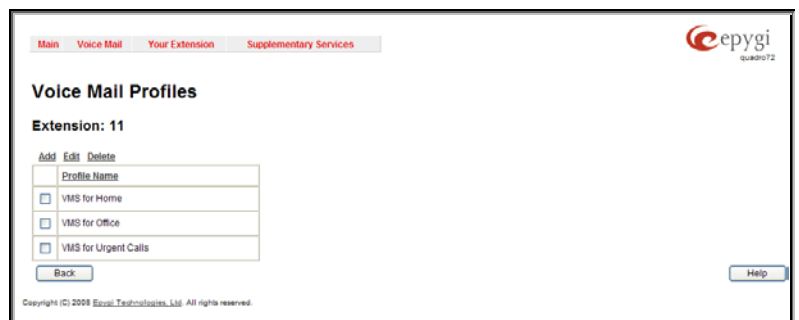 Main Voice Mail Your Extension Supplementary Services
epygi
quadro72
Voice Mail Profiles
Extension: 11
Add Edit Delete
Profile Name
VMS for Home
VMS for Office
VMS for Urgent Calls
Back
Help
Copyright (C) 2008 Epygi Technologies, Ltd. All rights reserved.